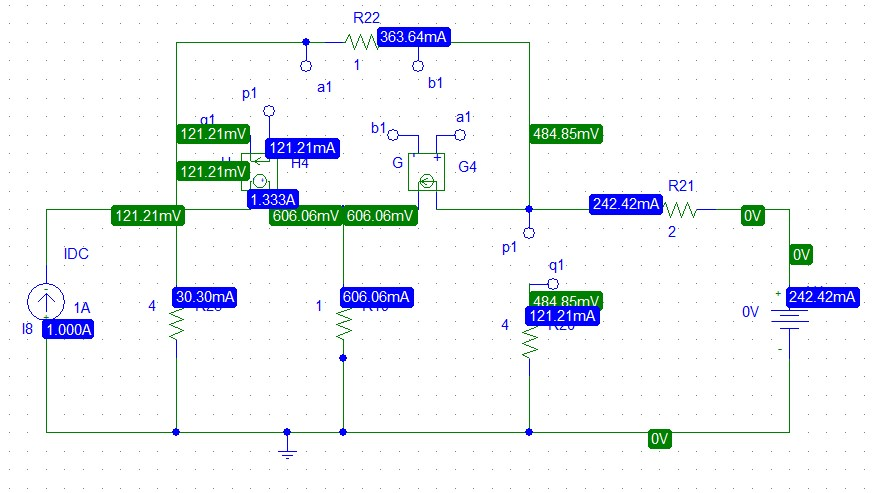 R22
363.64mV
1
a1
b1
p1
q1
121.21mV
121.21mA
H4
b1
a1
484.85mV
121.21mV
G
G4
1.333A
R21
121.21mV
606.06mV
606.06mV
242.42mA
0V
2
p1
IDC
0V
q1
4
30.30mA
1
606.06mA
484.85mV
121.21mA
4
1A
I8
1.000A
0V
242.42mA
+
-
0V